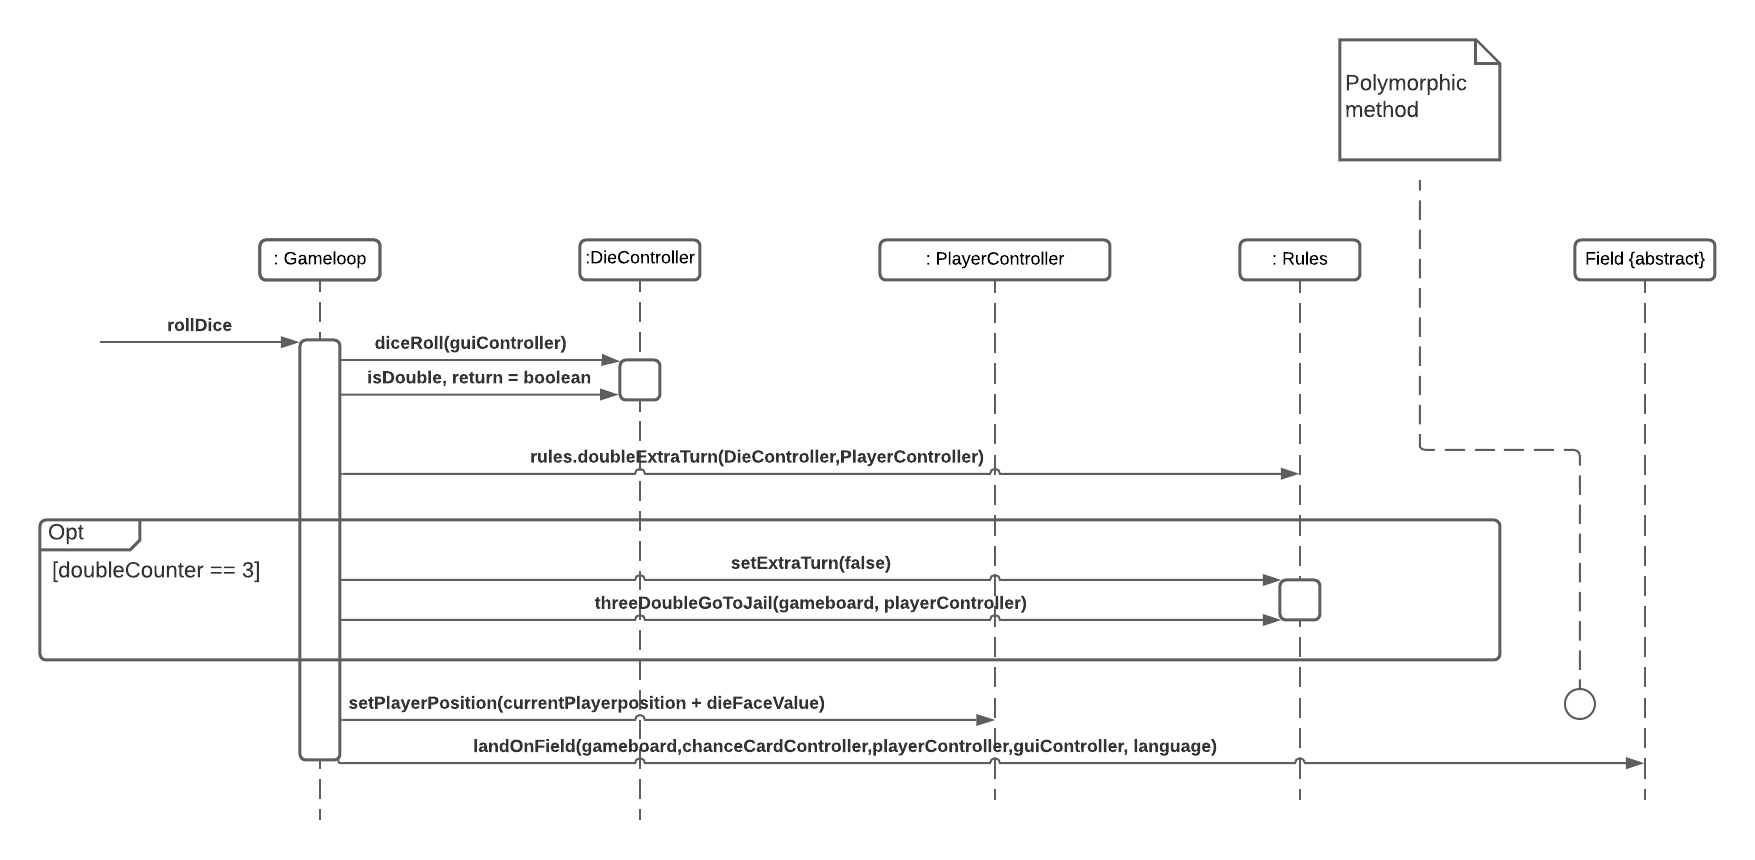 Polymorphic
method
: Gameloop
:DieController
: PlayerController
: Rules
Field {abstract}
rollDice
diceRoll(guiController)
isDouble, return = boolean
rules.doubleExtraTurn(DieController,PlayerController)
Opt
[doubleCounter == 3]
setExtraTurn(false)
threeDoubleGoToJail(gameboard, playerController)
setPlayerPosition(currentPlayerposition + dieFaceValue)
landOnField(gameboard,chanceCardController,playerController,guiController, language)